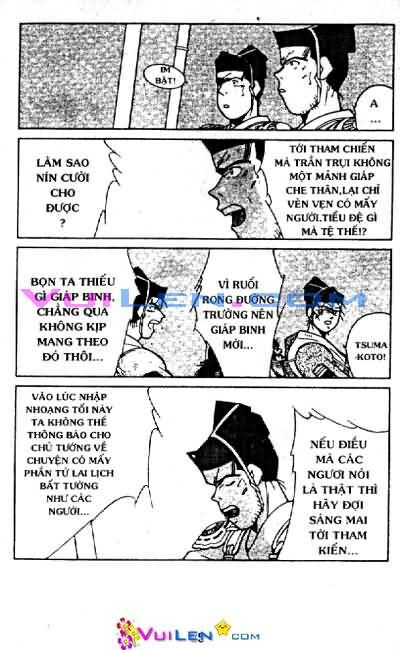 A
...
IM
BẶT!
TỚI THAM CHIẾN
MÀ TRẦN TRỤI KHÔNG
MỘT MẢNH GIÁP
CHE THÂN, LẠI CHỈ
VẺN VẸN CÓ MẤY
NGƯỜI. TIỂU ĐỆ GÌ
MÀ TỆ THẾ!?
LÀM SAO
NÍN CƯỜI
CHO
ĐƯỢC
?
TSUMA
-KOTO!
VÌ RUỔI
RONG ĐƯỜNG
TRƯỜNG NÊN
GIÁP BINH
MỚI...
BỌN TA THIẾU
GÌ GIÁP BINH.
CHẲNG QUA
KHÔNG KỊP
MANG THEO
ĐÓ THÔI...
VUILEN.COM
NẾU ĐIỀU
MÀ CÁC
NGƯƠI NÓI
LÀ THẬT THÌ
HÃY ĐỢI
SÁNG MAI
TỚI THAM
KIẾN...
VÀO LÚC NHẬP
NHOẠNG TỐI NÀY
TA KHÔNG THỂ
THÔNG BÁO CHO
CHỦ TƯỚNG VỀ
CHUYỆN CÓ MẤY
PHẦN TỬ LAI LỊCH
BẤT TƯỜNG
NHƯ CÁC
NGƯƠI...
VUILEN.COM